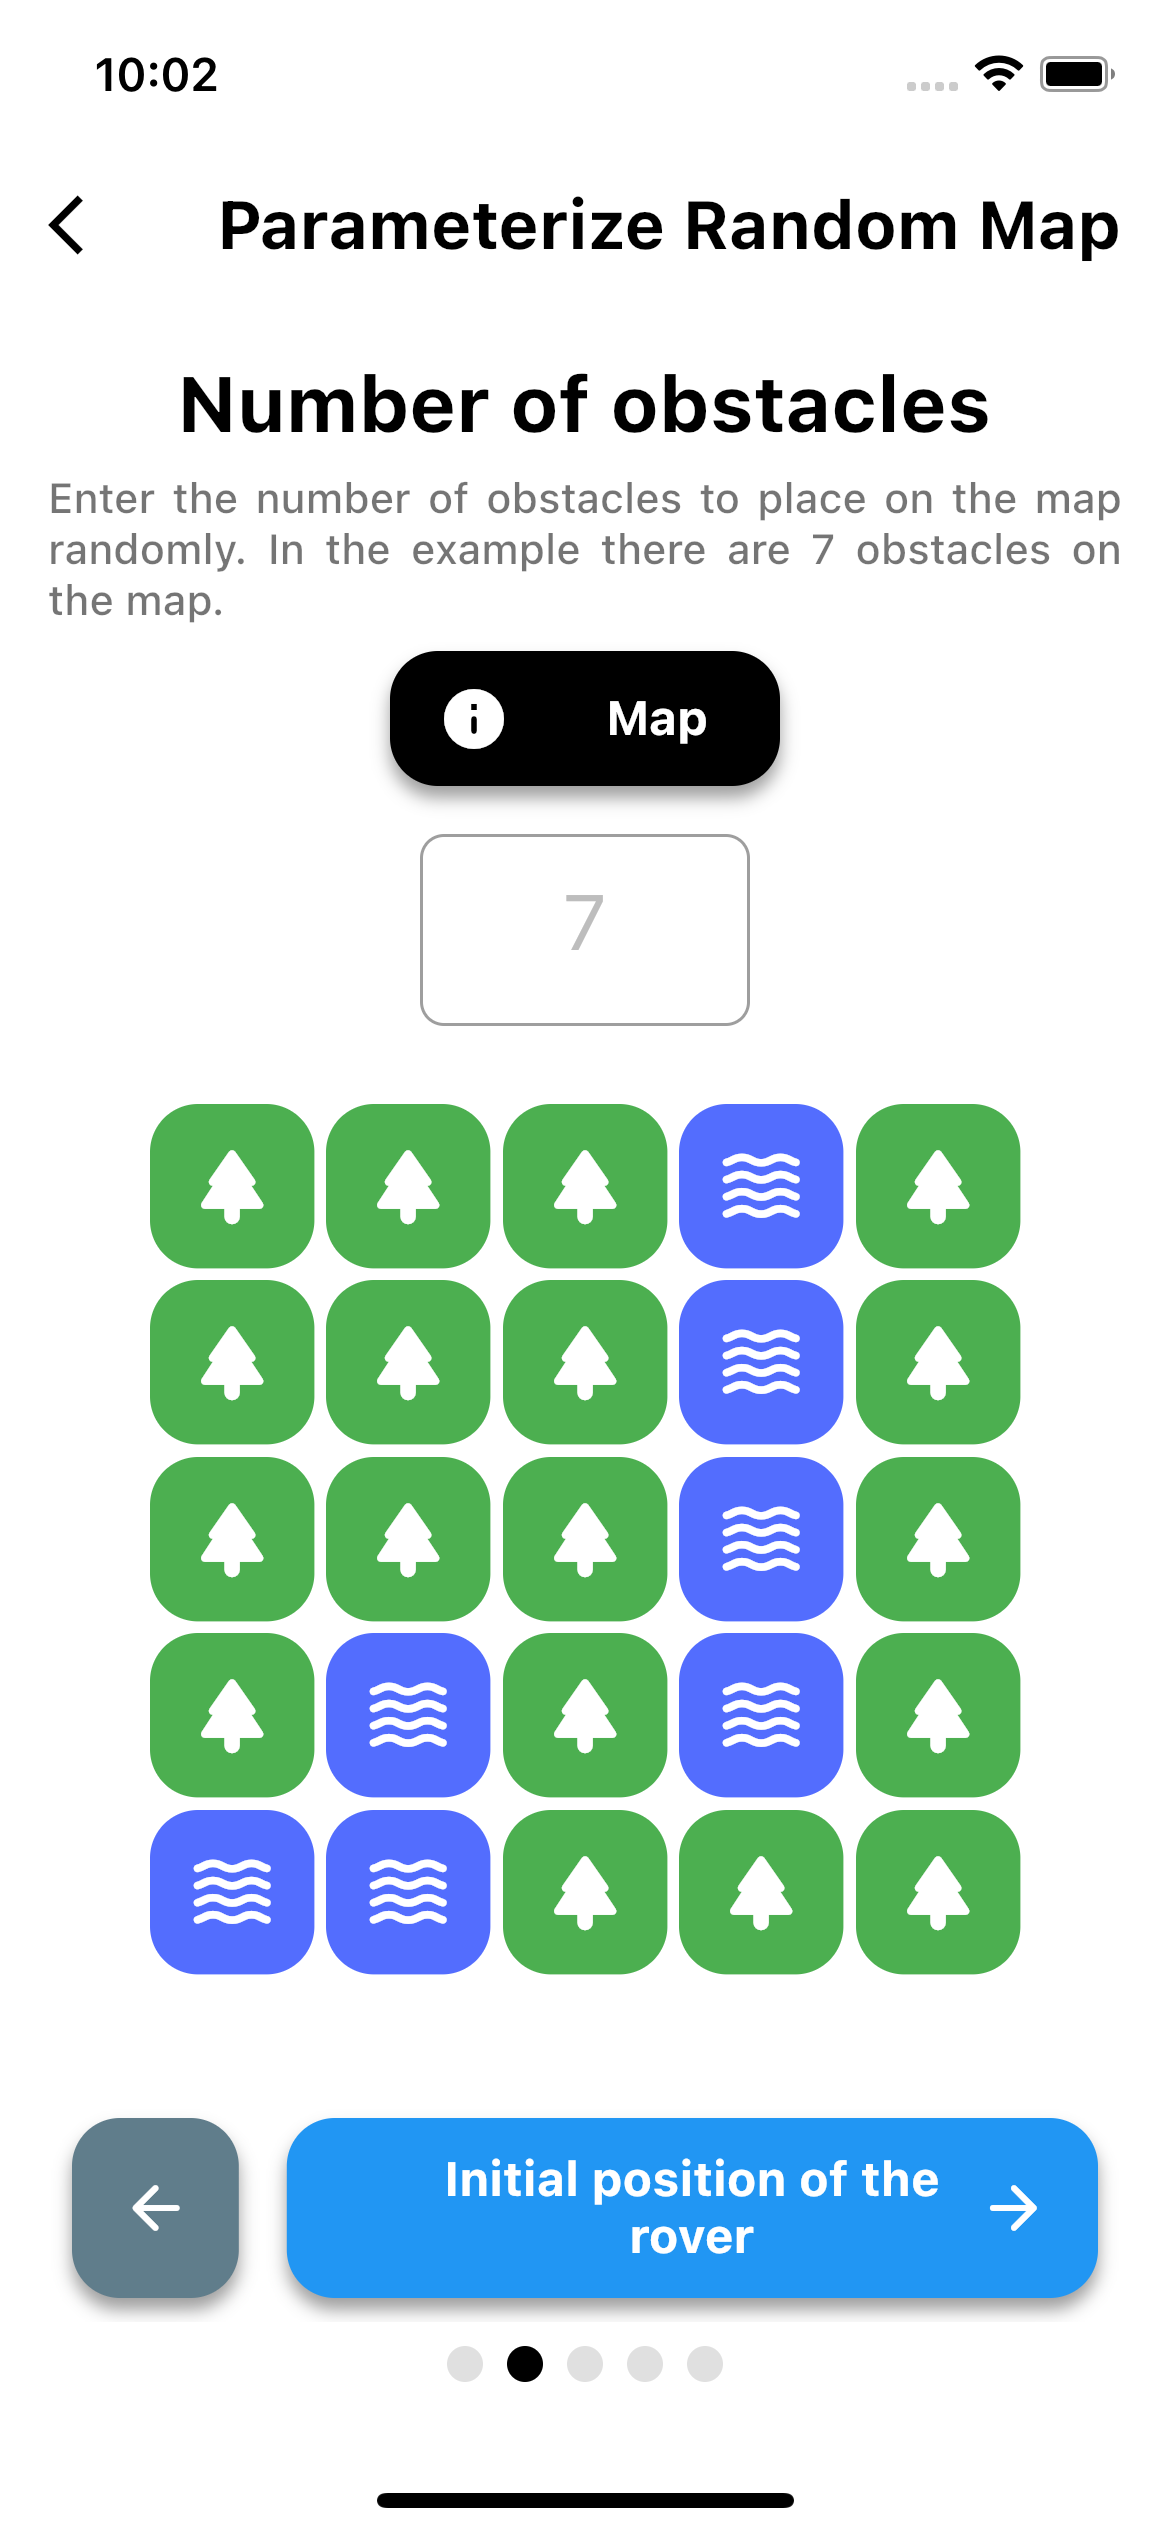 10:02
Parameterize Random Map
Number of obstacles
Enter the number of obstacles to place on the map
randomly. In the example there are 7 obstacles on
the map.
Map
7
Initial position of the
rover